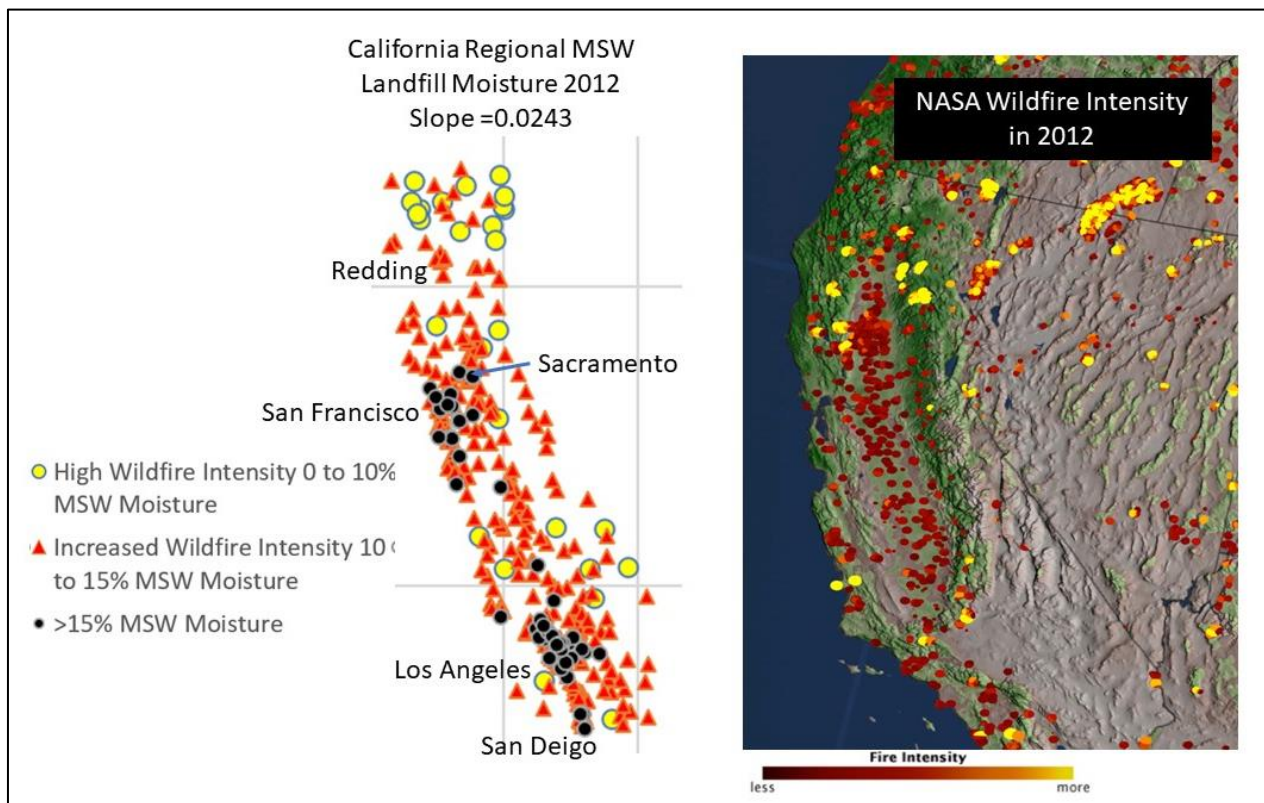 California Regional MSW
Landfill Moisture 2012
Slope =0.0243
Redding
Sacramento
San Francisco
High Wildfire Intensity 0 to 10%
MSW Moisture
Increased Wildfire Intensity 10
to 15% MSW Moisture
>15% MSW Moisture
Los Angeles
San Deigo
NASA Wildfire Intensity
in 2012
Fire Intensity
less more